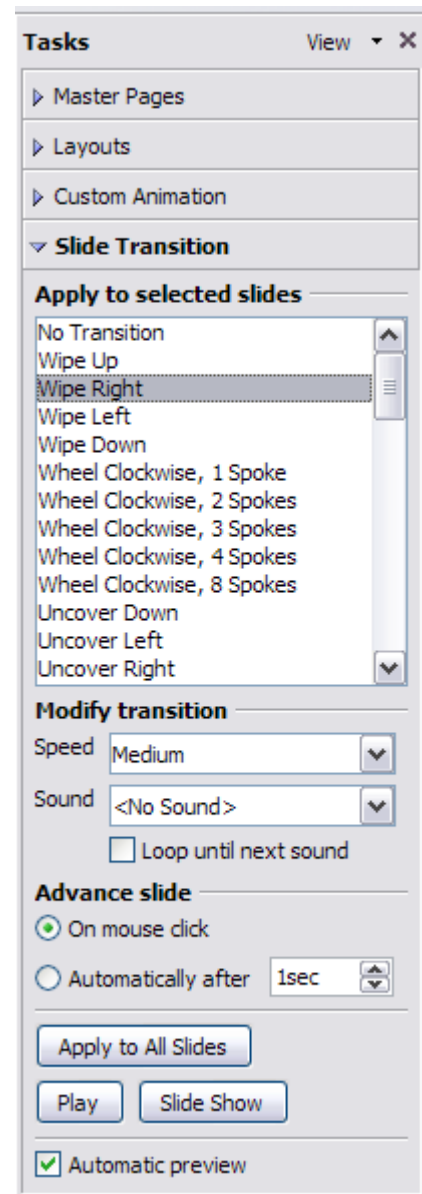 Tasks View
Master Pages
Layouts
Custom Animation
Slide Transition
Apply to selected slides
No Transition
Wipe Up
Wipe Right
Wipe Left
Wipe Down
Wheel Clockwise, 1 Spoke
Wheel Clockwise, 2 Spokes
Wheel Clockwise, 3 Spokes
Wheel Clockwise, 4 Spokes
Wheel Clockwise, 8 Spokes
Uncover Down
Uncover Left
Uncover Right
Modify transition
Speed Medium
Sound <No Sound>
Loop until next sound
Advance slide
On mouse click
Automatically after 1sec
Apply to All Slides
Play Slide Show
Automatic preview